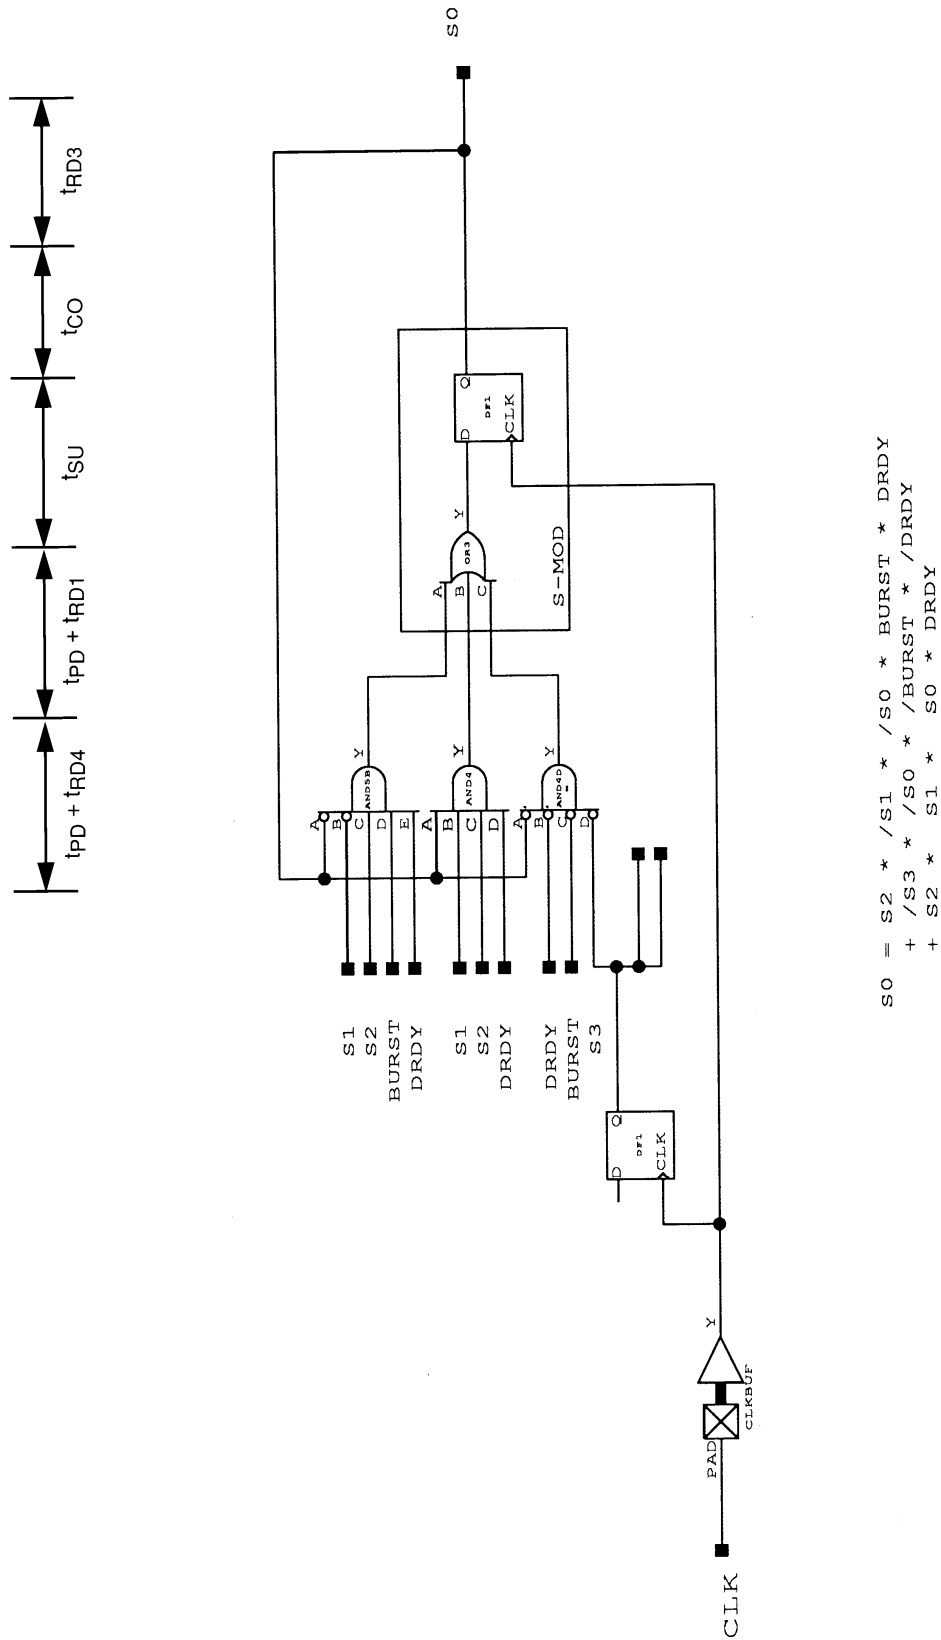 tPD + tRD4
tPD + tRD1
tSU
tCO
tRD3
S0
S1
S2
BURST
DRDY
A
B
C
D
E
AND5B
Y
S1
S2
DRDY
A
B
C
D
AND4
Y
DRDY
BURST
S3
A
B
C
D
AND4D
Y
A
B
C
OR3
Y
D
Q
DF1
CLK
S-MOD
D
Q
DF1
CLK
CLK
PAD
CLKBUF
Y
S0 = S2 * /S1 * /S0 * BURST * DRDY
+ /S3 * /S0 * /BURST * /DRDY
+ S2 * S1 * S0 * DRDY